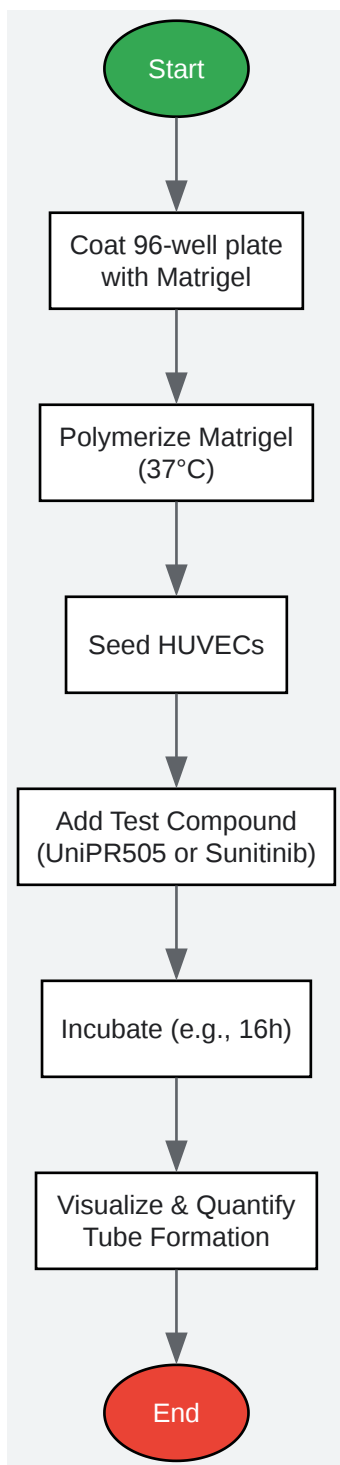 Start
Coat 96-well plate
with Matrigel
Polymerize Matrigel
(37°C)
Seed HUVECs
Add Test Compound
(UniPR505 or Sunitinib)
Incubate (e.g., 16h)
Visualize & Quantify
Tube Formation
End